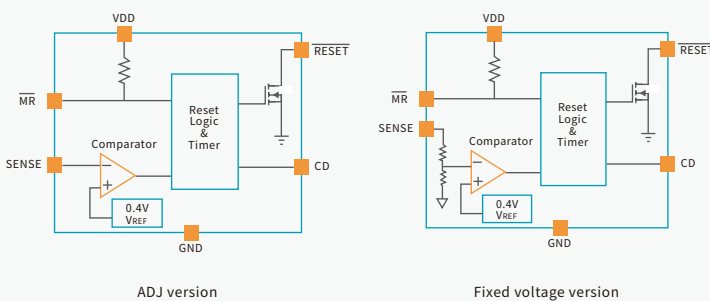 VDD
RESET
MR
Reset
Logic
&
Timer
Comparator
SENSE
−
+
CD
0.4V
VREF
GND
ADJ version
VDD
RESET
MR
SENSE
Reset
Logic
&
Timer
Comparator
−
+
CD
0.4V
VREF
GND
Fixed voltage version